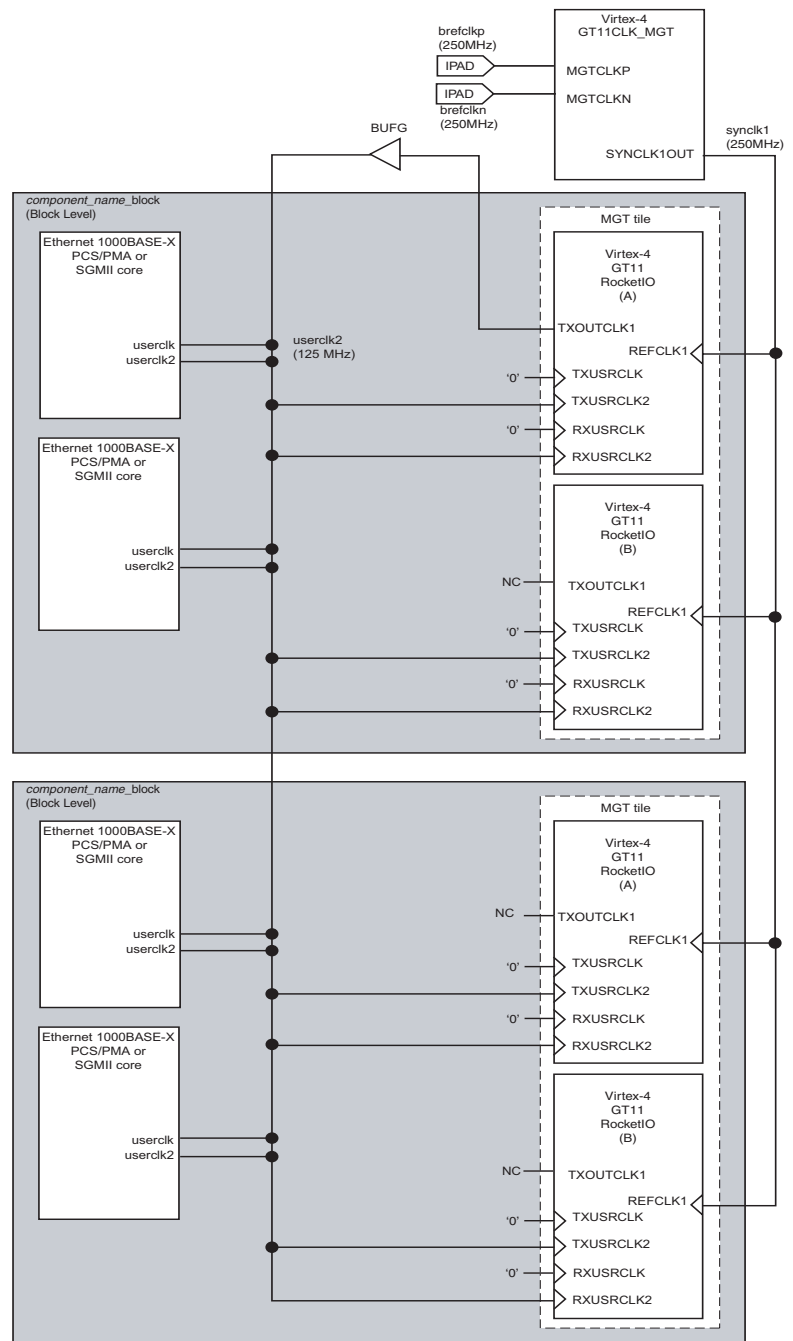 Virtex-4
GT11CLK_MGT
brefclkp
(250MHz)
IPAD
MGTCLKP
IPAD
MGTCLKN
brefclkn
(250MHz)
BUFG
synclk1
(250MHz)
SYNCLK1OUT
component_name_block
(Block Level)
MGT tile
Ethernet 1000BASE-X
PCS/PMA or
SGMII core
userclk
userclk2
userclk2
(125 MHz)
Virtex-4
GT11
RocketIO
(A)
TXOUTCLK1
REFCLK1
'0'
TXUSRCLK
TXUSRCLK2
'0'
RXUSRCLK
RXUSRCLK2
Ethernet 1000BASE-X
PCS/PMA or
SGMII core
userclk
userclk2
Virtex-4
GT11
RocketIO
(B)
NC
TXOUTCLK1
REFCLK1
'0'
TXUSRCLK
TXUSRCLK2
'0'
RXUSRCLK
RXUSRCLK2
component_name_block
(Block Level)
MGT tile
Ethernet 1000BASE-X
PCS/PMA or
SGMII core
userclk
userclk2
Virtex-4
GT11
RocketIO
(A)
NC
TXOUTCLK1
REFCLK1
'0'
TXUSRCLK
TXUSRCLK2
'0'
RXUSRCLK
RXUSRCLK2
Ethernet 1000BASE-X
PCS/PMA or
SGMII core
userclk
userclk2
Virtex-4
GT11
RocketIO
(B)
NC
TXOUTCLK1
REFCLK1
'0'
TXUSRCLK
TXUSRCLK2
'0'
RXUSRCLK
RXUSRCLK2